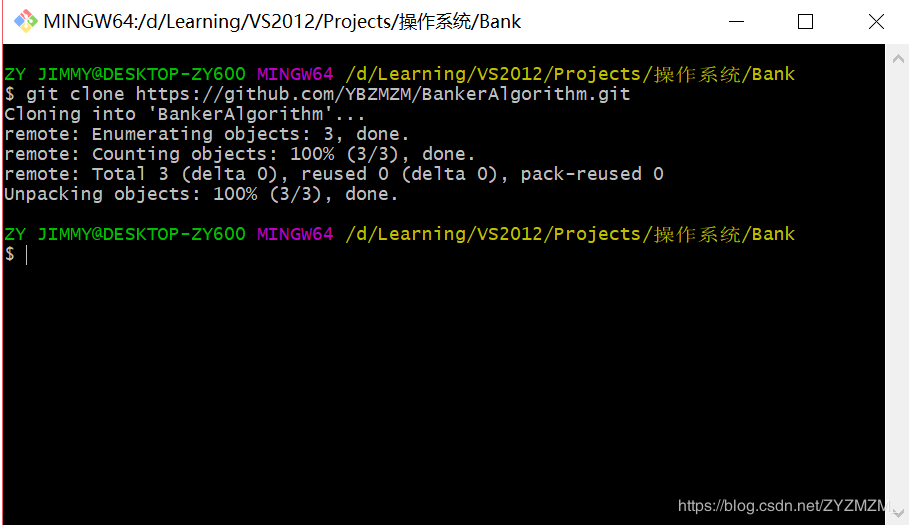 MINGW64:/d/Learning/VS2012/Projects/操作系统/Bank
ZY JIMMY@DESKTOP-ZY600 MINGW64 /d/Learning/VS2012/Projects/操作系统/Bank
$ git clone https://github.com/YBZMZM/BankerAlgorithm.git
Cloning into 'BankerAlgorithm'...
remote: Enumerating objects: 3, done.
remote: Counting objects: 100% (3/3), done.
remote: Total 3 (delta 0), reused 0 (delta 0), pack-reused 0
Unpacking objects: 100% (3/3), done.
ZY JIMMY@DESKTOP-ZY600 MINGW64 /d/Learning/VS2012/Projects/操作系统/Bank
$
https://blog.csdn.net/ZYZMZM